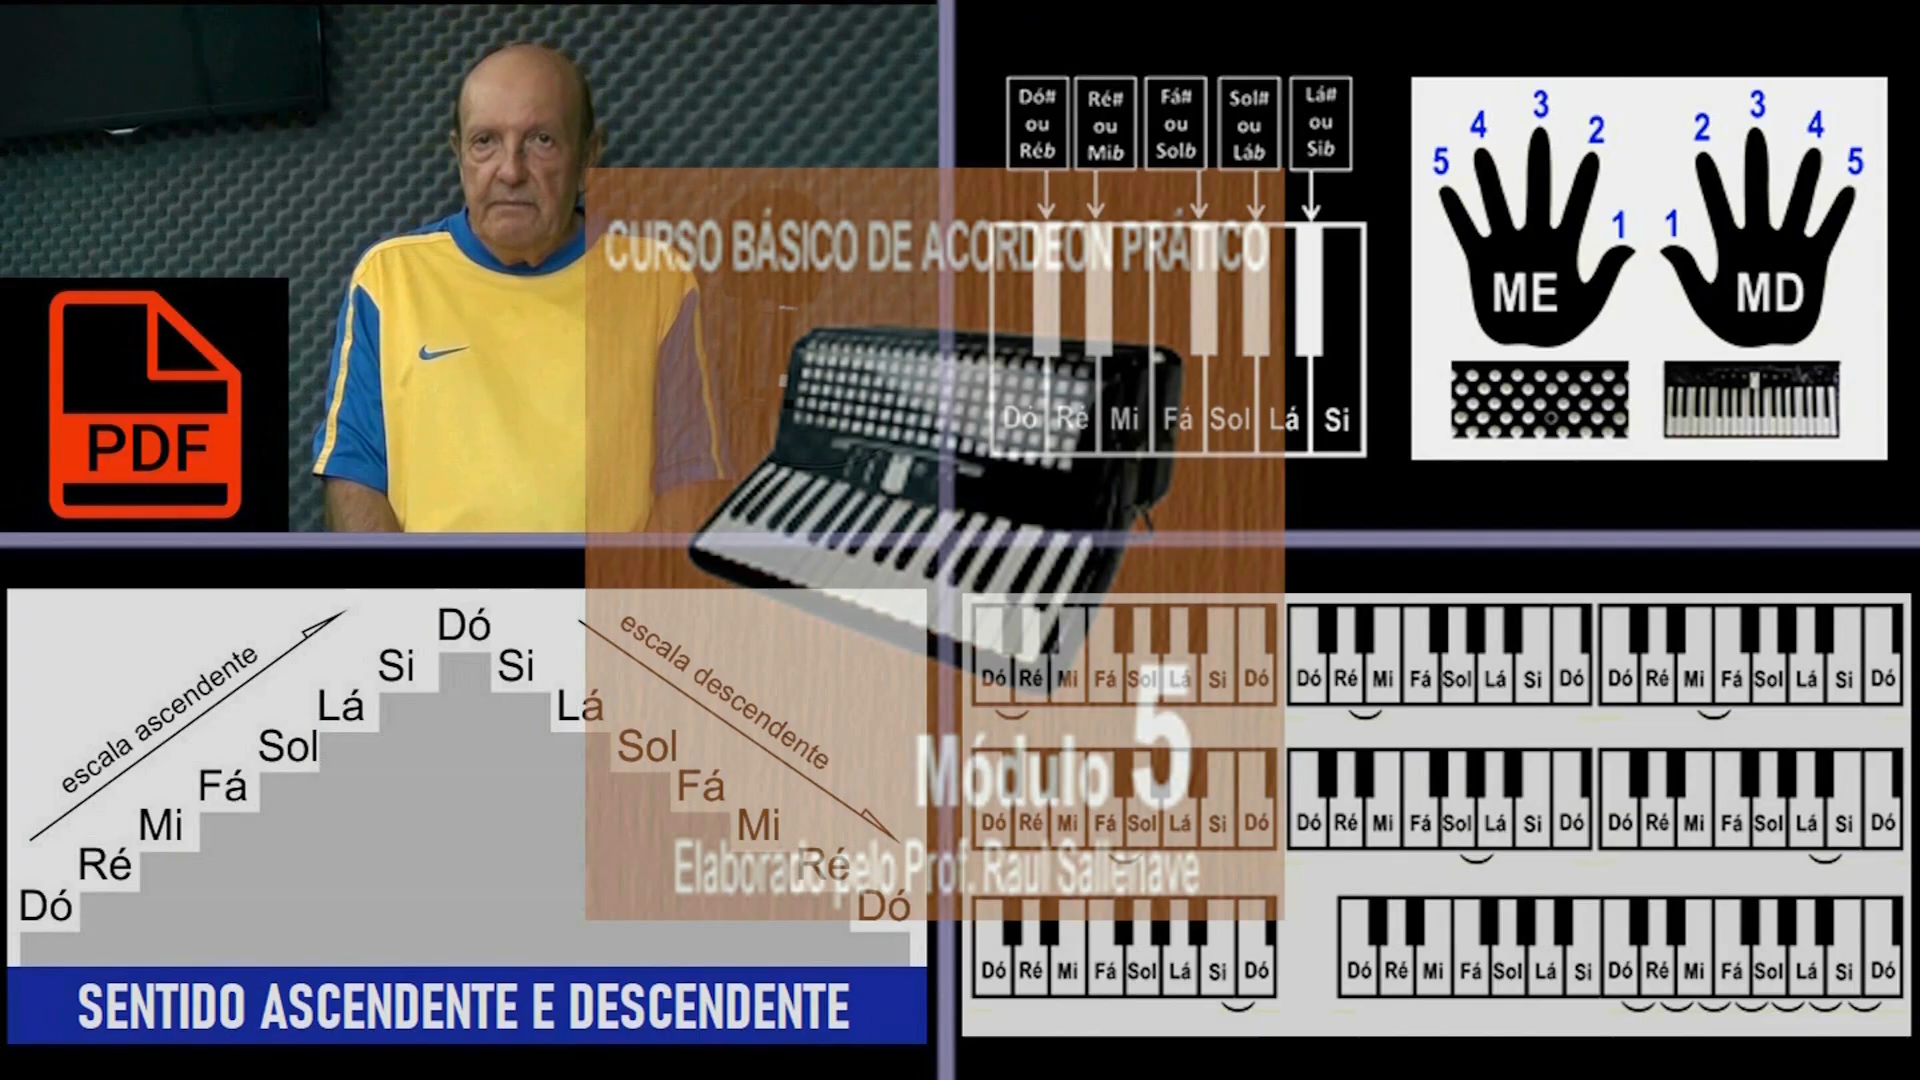 PDF
CURSO BÁSICO DE ACORDEON PRÁTICO
Módulo 5
Elaborado pelo Prof. Raul Sallenave
Dó# ou Réb
Ré# ou Mib
Fá# ou Solb
Sol# ou Láb
Lá# ou Sib
Dó Ré Mi Fá Sol Lá Si
5 4 3 2 1
1 2 3 4 5
ME
MD
escala ascendente
escala descendente
Dó
Ré
Mi
Fá
Sol
Lá
Si
Dó
Si
Lá
Sol
Fá
Mi
Ré
Dó
SENTIDO ASCENDENTE E DESCENDENTE
Dó Ré Mi Fá Sol Lá Si Dó
Dó Ré Mi Fá Sol Lá Si Dó
Dó Ré Mi Fá Sol Lá Si Dó
Dó Ré Mi Fá Sol Lá Si Dó
Dó Ré Mi Fá Sol Lá Si Dó
Dó Ré Mi Fá Sol Lá Si Dó
Dó Ré Mi Fá Sol Lá Si Dó
Dó Ré Mi Fá Sol Lá Si Dó Ré Mi Fá Sol Lá Si Dó